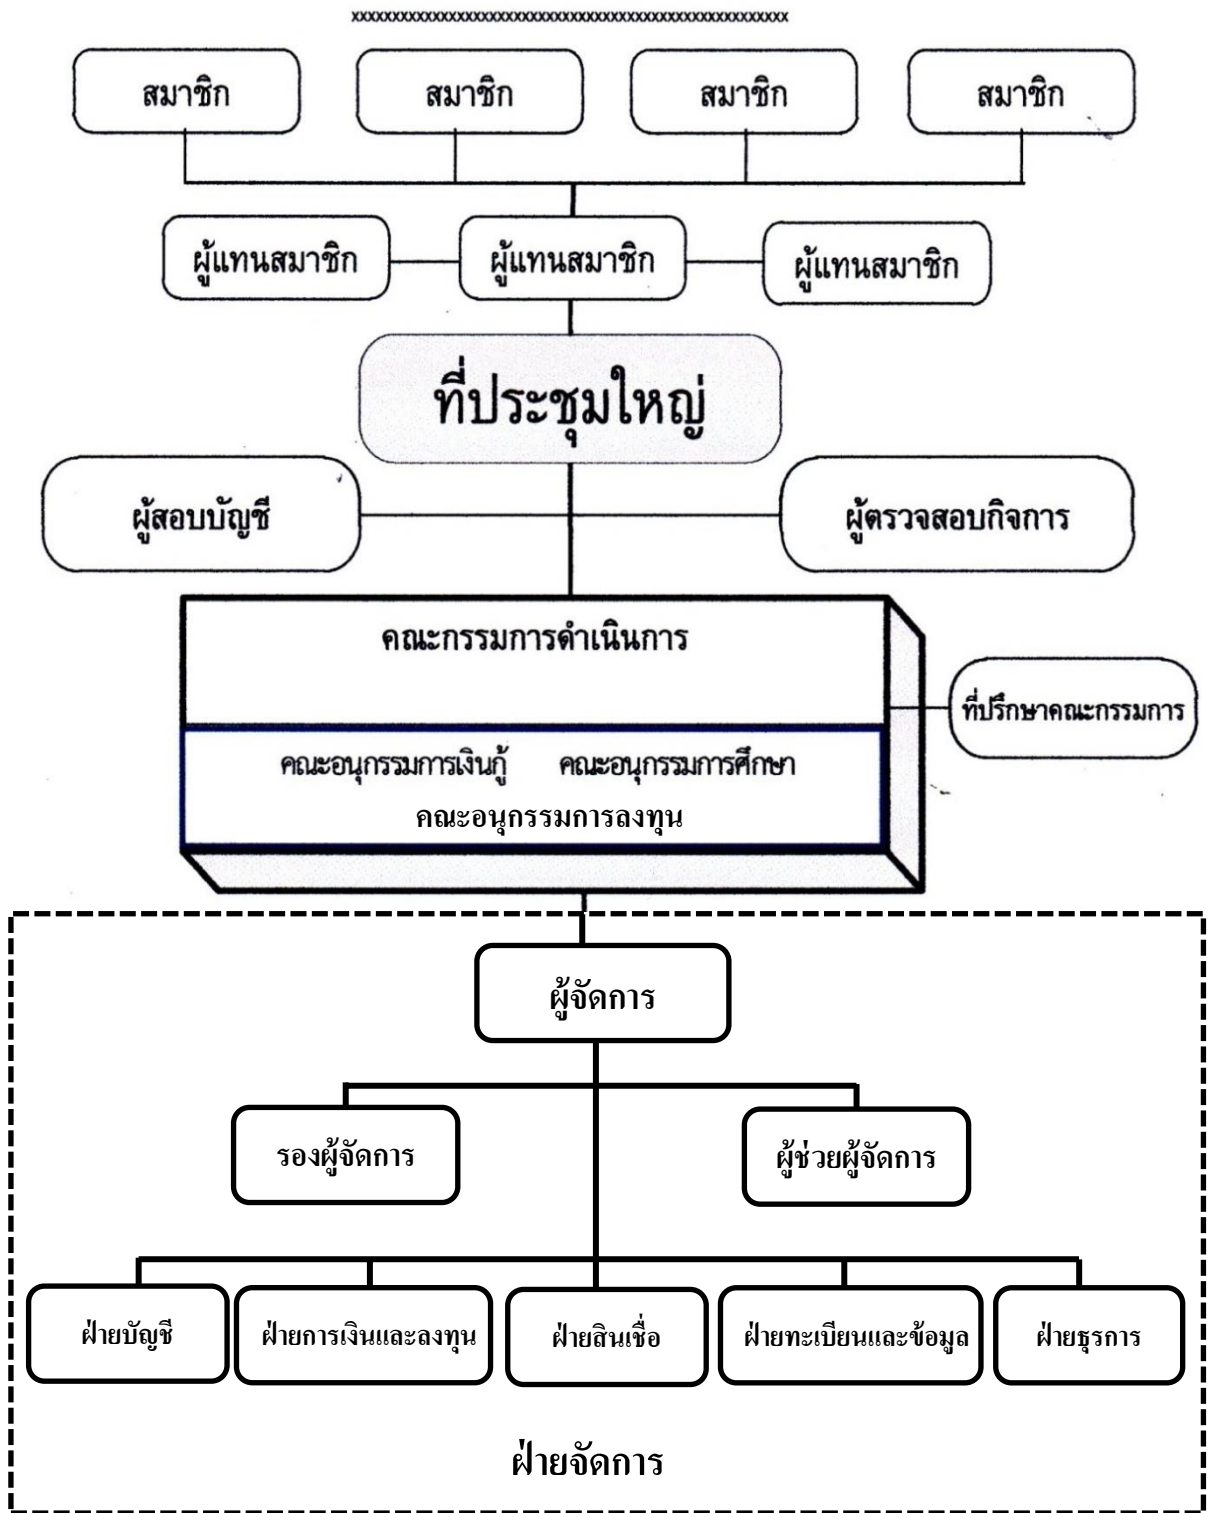 xxxxxxxxxxxxxxxxxxxxxxxxxxxxxxxxxxxxxxxxxxxxxxxxxxxxxx
สมาชิก สมาชิก สมาชิก สมาชิก
ผู้แทนสมาชิก ผู้แทนสมาชิก ผู้แทนสมาชิก
ที่ประชุมใหญ่
ผู้สอบบัญชี ผู้ตรวจสอบกิจการ
คณะกรรมการดำเนินการ
ที่ปรึกษาคณะกรรมการ
คณะอนุกรรมการเงินกู้ คณะอนุกรรมการศึกษา
คณะอนุกรรมการลงทุน
ผู้จัดการ
รองผู้จัดการ ผู้ช่วยผู้จัดการ
ฝ่ายบัญชี ฝ่ายการเงินและลงทุน ฝ่ายสินเชื่อ ฝ่ายทะเบียนและข้อมูล ฝ่ายธุรการ
ฝ่ายจัดการ